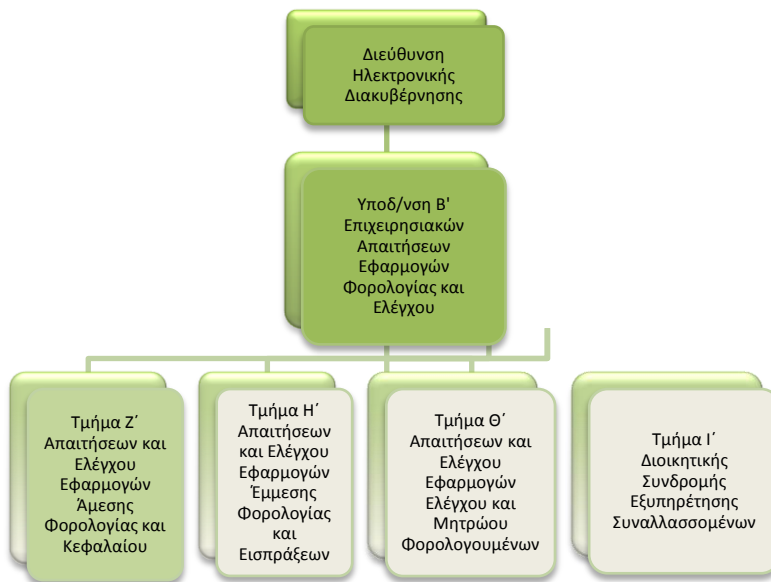 Διεύθυνση
Ηλεκτρονικής
Διακυβέρνησης
Υποδ/νση Β'
Επιχειρησιακών
Απαιτήσεων
Εφαρμογών
Φορολογίας και
Ελέγχου
Τμήμα Ζ΄
Απαιτήσεων και
Ελέγχου
Εφαρμογών
Άμεσης
Φορολογίας και
Κεφαλαίου
Τμήμα Η΄
Απαιτήσεων
και Ελέγχου
Εφαρμογών
Έμμεσης
Φορολογίας
και
Εισπράξεων
Τμήμα Θ΄
Απαιτήσεων και
Ελέγχου
Εφαρμογών
Ελέγχου και
Μητρώου
Φορολογουμένων
Τμήμα Ι΄
Διοικητικής
Συνδρομής
Εξυπηρέτησης
Συναλλασσομένων